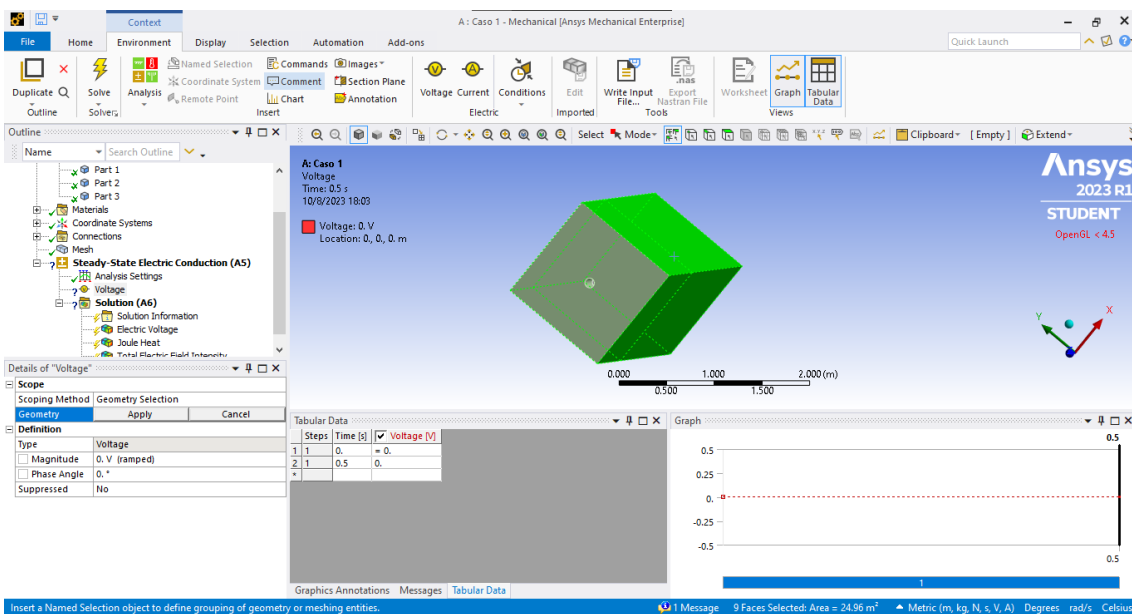 Context
A : Caso 1 - Mechanical [Ansys Mechanical Enterprise]
File Home Environment Display Selection Automation Add-ons
Quick Launch
Duplicate
Outline
Solve
Solver
Analysis
Named Selection
Coordinate System
Remote Point
Commands
Comment
Chart
Images
Section Plane
Annotation
Insert
Voltage Current Conditions
Electric
Edit
Imported
Write Input File...
.nas
Export Nastran File
Tools
Worksheet
Graph
Tabular Data
Views
Outline
Name
Search Outline
Select Mode
Clipboard [ Empty ] Extend
Part 1
Part 2
Part 3
Materials
Coordinate Systems
Connections
Mesh
Steady-State Electric Conduction (A5)
Analysis Settings
Voltage
Solution (A6)
Solution Information
Electric Voltage
Joule Heat
Total Electric Field Intensity
A: Caso 1
Voltage
Time: 0.5 s
10/8/2023 18:03
Voltage: 0. V
Location: 0., 0., 0. m
Ansys
2023 R1
STUDENT
OpenGL < 4.5
Y
X
0.000 1.000 2.000 (m)
0.500 1.500
Details of "Voltage"
Scope
Scoping Method Geometry Selection
Geometry Apply Cancel
Definition
Type Voltage
Magnitude 0. V (ramped)
Phase Angle 0. °
Suppressed No
Tabular Data
Steps Time [s] Voltage [V]
1 1 0. = 0.
2 1 0.5 0.
*
Graphics Annotations Messages Tabular Data
Graph
0.5
0.5
0.25
0.
-0.25
-0.5
0.5
1
Insert a Named Selection object to define grouping of geometry or meshing entities.
1 Message 9 Faces Selected: Area = 24.96 m² Metric (m, kg, N, s, V, A) Degrees rad/s Celsius